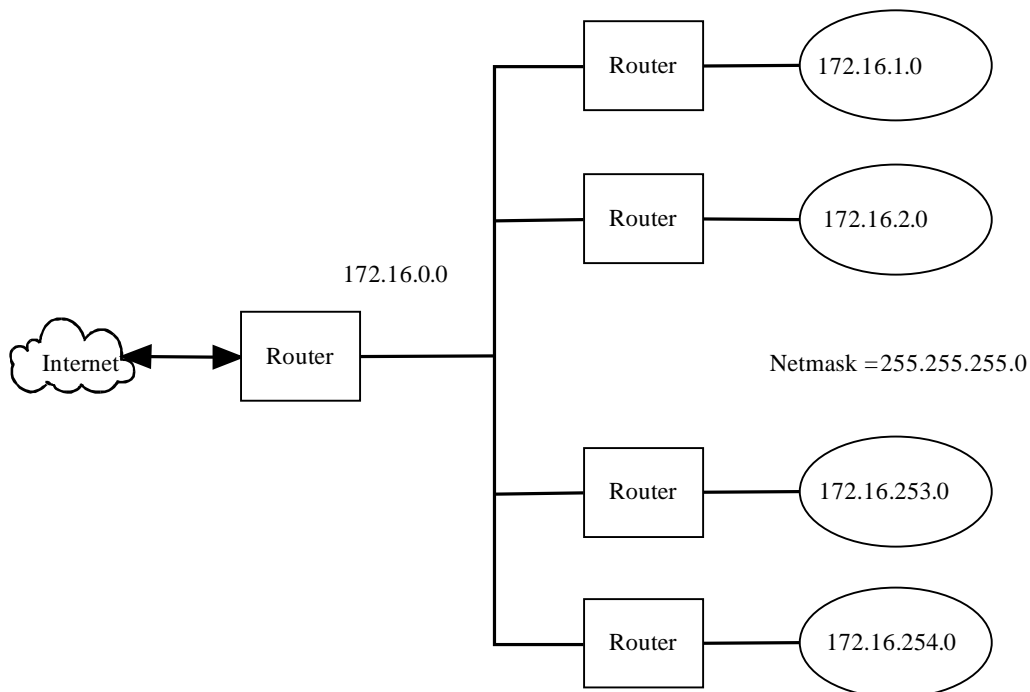 Router
172.16.1.0
Router
172.16.2.0
172.16.0.0
Internet
Router
Netmask =255.255.255.0
Router
172.16.253.0
Router
172.16.254.0